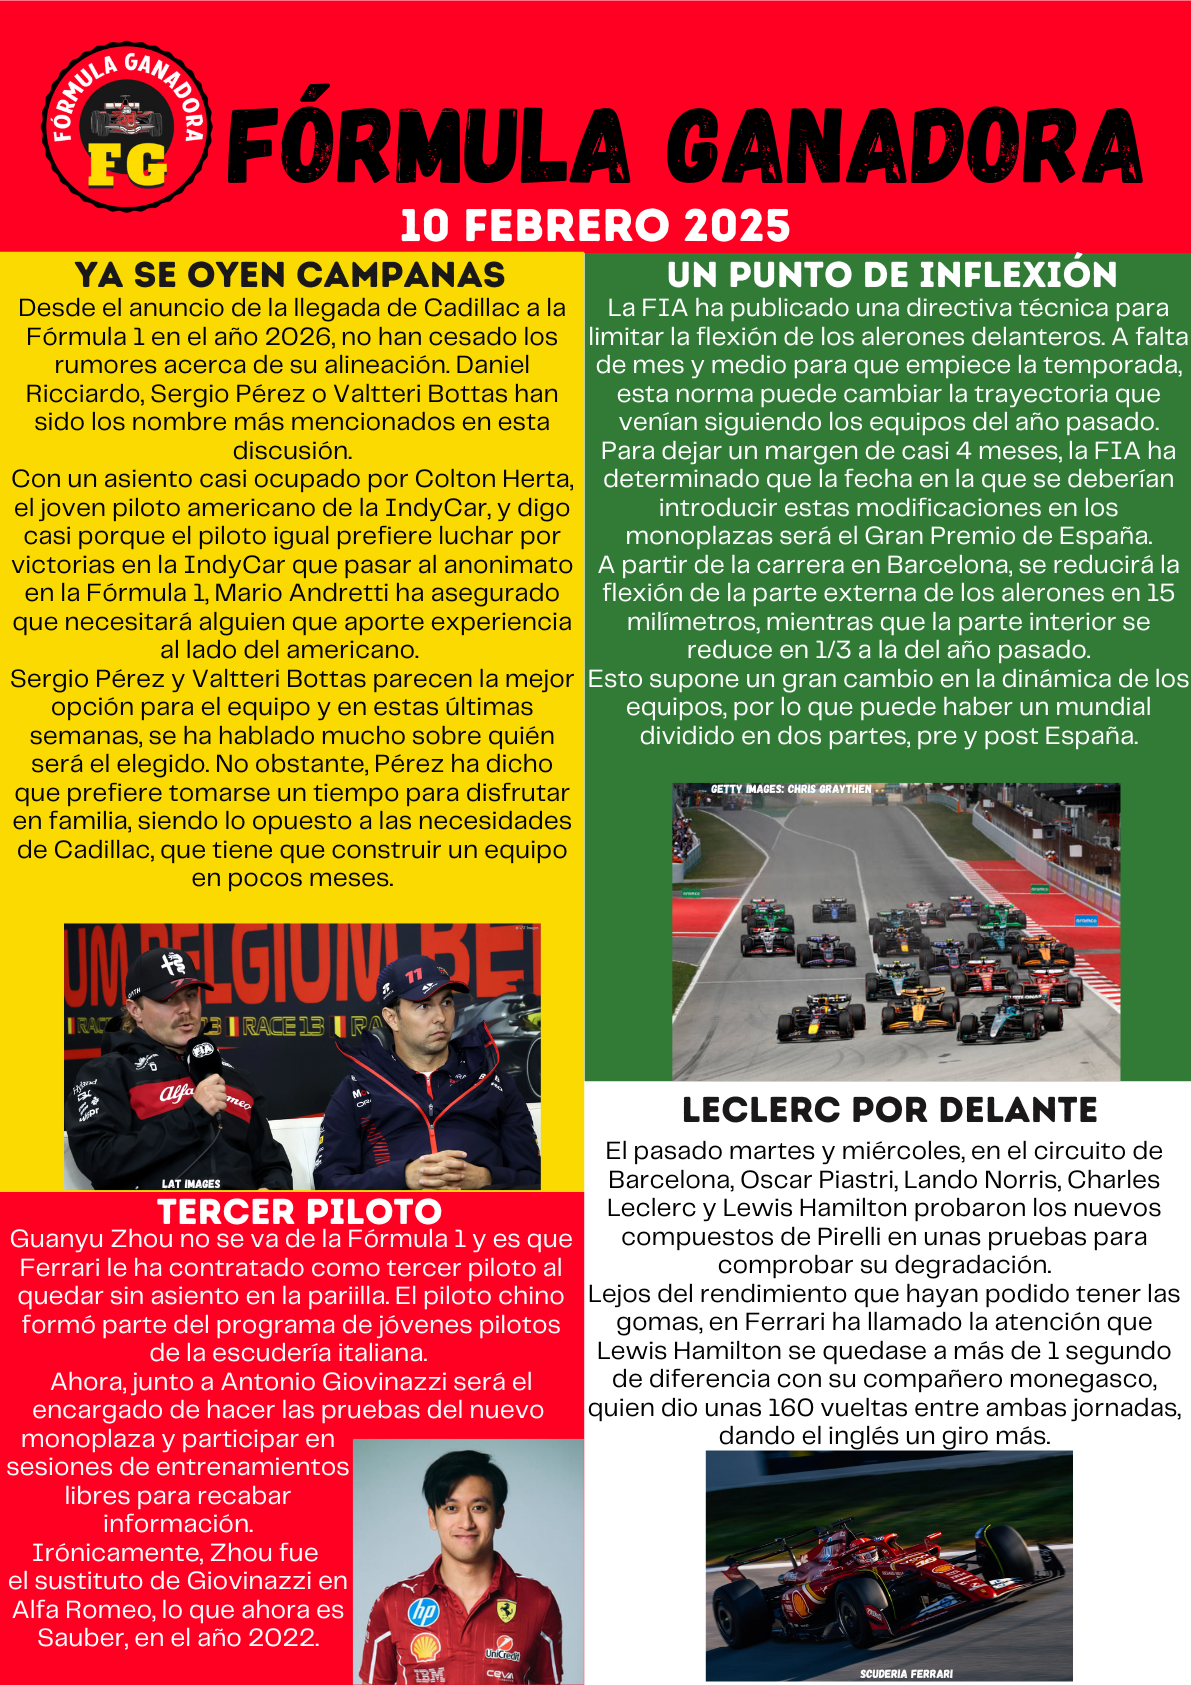 FÓRMULA GANADORA
FG
FÓRMULA GANADORA
10 FEBRERO 2025
YA SE OYEN CAMPANAS
Desde el anuncio de la llegada de Cadillac a la
Fórmula 1 en el año 2026, no han cesado los
rumores acerca de su alineación. Daniel
Ricciardo, Sergio Pérez o Valtteri Bottas han
sido los nombre más mencionados en esta
discusión.
Con un asiento casi ocupado por Colton Herta,
el joven piloto americano de la IndyCar, y digo
casi porque el piloto igual prefiere luchar por
victorias en la IndyCar que pasar al anonimato
en la Fórmula 1, Mario Andretti ha asegurado
que necesitará alguien que aporte experiencia
al lado del americano.
Sergio Pérez y Valtteri Bottas parecen la mejor
opción para el equipo y en estas últimas
semanas, se ha hablado mucho sobre quién
será el elegido. No obstante, Pérez ha dicho
que prefiere tomarse un tiempo para disfrutar
en familia, siendo lo opuesto a las necesidades
de Cadillac, que tiene que construir un equipo
en pocos meses.
UM BELGIUM BE
RACE 13
RA
11
FIA
Alfa Romeo
LAT IMAGES
TERCER PILOTO
Guanyu Zhou no se va de la Fórmula 1 y es que
Ferrari le ha contratado como tercer piloto al
quedar sin asiento en la pariilla. El piloto chino
formó parte del programa de jóvenes pilotos
de la escudería italiana.
Ahora, junto a Antonio Giovinazzi será el
encargado de hacer las pruebas del nuevo
monoplaza y participar en
sesiones de entrenamientos
libres para recabar
información.
Irónicamente, Zhou fue
el sustituto de Giovinazzi en
Alfa Romeo, lo que ahora es
Sauber, en el año 2022.
hp
UniCredit
IBM
ceva
UN PUNTO DE INFLEXIÓN
La FIA ha publicado una directiva técnica para
limitar la flexión de los alerones delanteros. A falta
de mes y medio para que empiece la temporada,
esta norma puede cambiar la trayectoria que
venían siguiendo los equipos del año pasado.
Para dejar un margen de casi 4 meses, la FIA ha
determinado que la fecha en la que se deberían
introducir estas modificaciones en los
monoplazas será el Gran Premio de España.
A partir de la carrera en Barcelona, se reducirá la
flexión de la parte externa de los alerones en 15
milímetros, mientras que la parte interior se
reduce en 1/3 a la del año pasado.
Esto supone un gran cambio en la dinámica de los
equipos, por lo que puede haber un mundial
dividido en dos partes, pre y post España.
GETTY IMAGES: CHRIS GRAYTHEN
LECLERC POR DELANTE
El pasado martes y miércoles, en el circuito de
Barcelona, Oscar Piastri, Lando Norris, Charles
Leclerc y Lewis Hamilton probaron los nuevos
compuestos de Pirelli en unas pruebas para
comprobar su degradación.
Lejos del rendimiento que hayan podido tener las
gomas, en Ferrari ha llamado la atención que
Lewis Hamilton se quedase a más de 1 segundo
de diferencia con su compañero monegasco,
quien dio unas 160 vueltas entre ambas jornadas,
dando el inglés un giro más.
SCUDERIA FERRARI